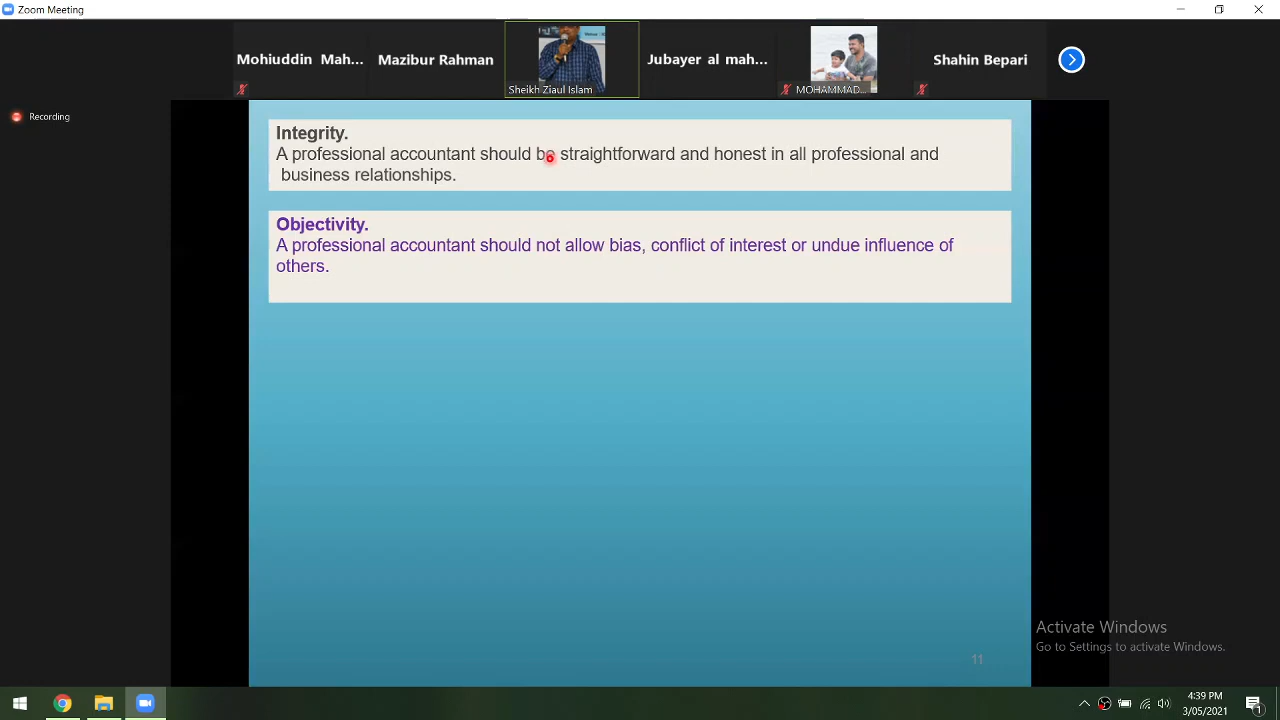 Zoom Meeting
Mohiuddin Mah...
Mazibur Rahman
Sheikh Ziaul Islam
Jubayer al mah...
MOHAMMAD...
Shahin Bepari
Recording
Integrity.
A professional accountant should be straightforward and honest in all professional and
business relationships.
Objectivity.
A professional accountant should not allow bias, conflict of interest or undue influence of
others.
11
Activate Windows
Go to Settings to activate Windows.
4:39 PM
3/05/2021
1